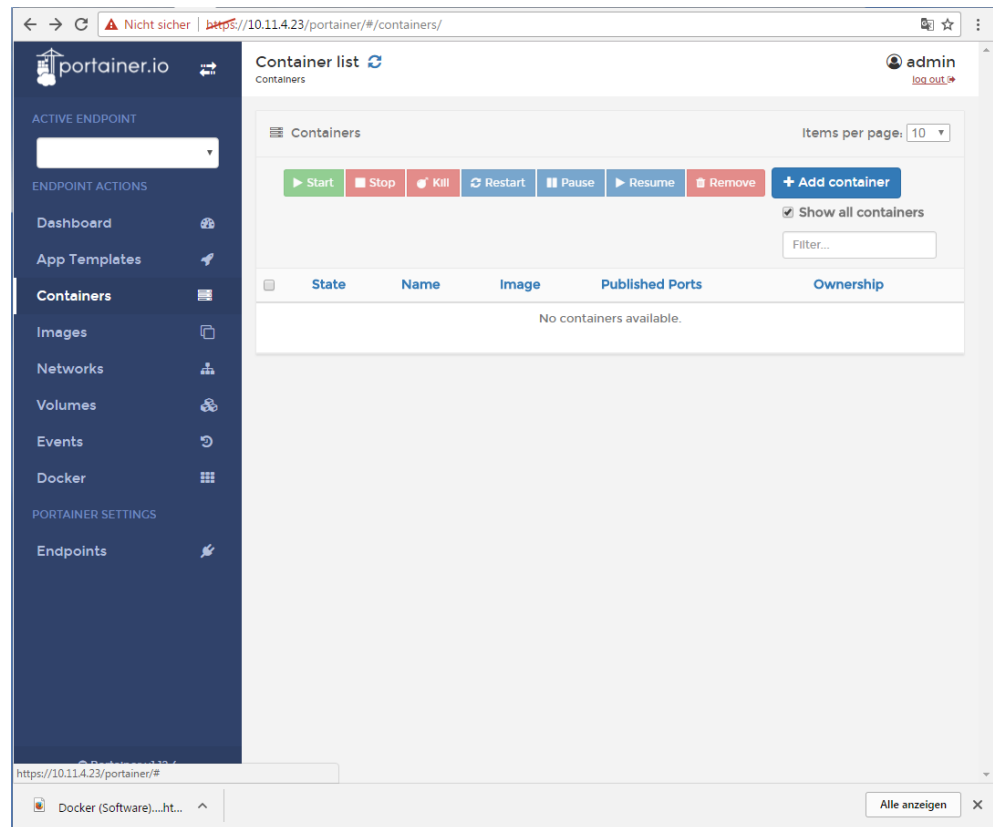 Nicht sicher | https://10.11.4.23/portainer/#/containers/
portainer.io
Container list
Containers
admin
log out
ACTIVE ENDPOINT
ENDPOINT ACTIONS
Dashboard
App Templates
Containers
Images
Networks
Volumes
Events
Docker
PORTAINER SETTINGS
Endpoints
Containers
Items per page: 10
Start Stop Kill Restart Pause Resume Remove + Add container
Show all containers
Filter...
State Name Image Published Ports Ownership
No containers available.
https://10.11.4.23/portainer/#
Docker (Software)....ht...
Alle anzeigen